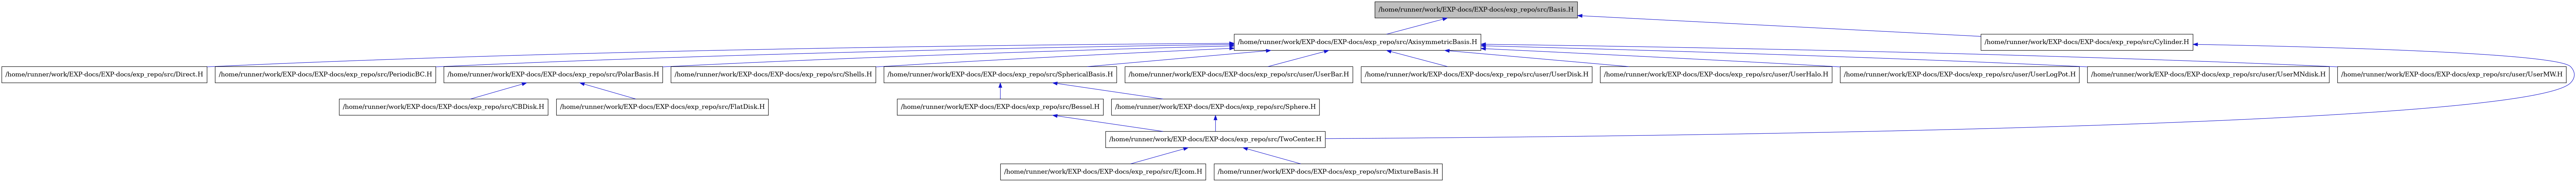 /home/runner/work/EXP-docs/EXP-docs/exp_repo/src/Basis.H
/home/runner/work/EXP-docs/EXP-docs/exp_repo/src/AxisymmetricBasis.H
/home/runner/work/EXP-docs/EXP-docs/exp_repo/src/Cylinder.H
/home/runner/work/EXP-docs/EXP-docs/exp_repo/src/Direct.H
/home/runner/work/EXP-docs/EXP-docs/exp_repo/src/PeriodicBC.H
/home/runner/work/EXP-docs/EXP-docs/exp_repo/src/PolarBasis.H
/home/runner/work/EXP-docs/EXP-docs/exp_repo/src/Shells.H
/home/runner/work/EXP-docs/EXP-docs/exp_repo/src/SphericalBasis.H
/home/runner/work/EXP-docs/EXP-docs/exp_repo/src/user/UserBar.H
/home/runner/work/EXP-docs/EXP-docs/exp_repo/src/user/UserDisk.H
/home/runner/work/EXP-docs/EXP-docs/exp_repo/src/user/UserHalo.H
/home/runner/work/EXP-docs/EXP-docs/exp_repo/src/user/UserLogPot.H
/home/runner/work/EXP-docs/EXP-docs/exp_repo/src/user/UserMNdisk.H
/home/runner/work/EXP-docs/EXP-docs/exp_repo/src/user/UserMW.H
/home/runner/work/EXP-docs/EXP-docs/exp_repo/src/CBDisk.H
/home/runner/work/EXP-docs/EXP-docs/exp_repo/src/FlatDisk.H
/home/runner/work/EXP-docs/EXP-docs/exp_repo/src/Bessel.H
/home/runner/work/EXP-docs/EXP-docs/exp_repo/src/Sphere.H
/home/runner/work/EXP-docs/EXP-docs/exp_repo/src/TwoCenter.H
/home/runner/work/EXP-docs/EXP-docs/exp_repo/src/EJcom.H
/home/runner/work/EXP-docs/EXP-docs/exp_repo/src/MixtureBasis.H